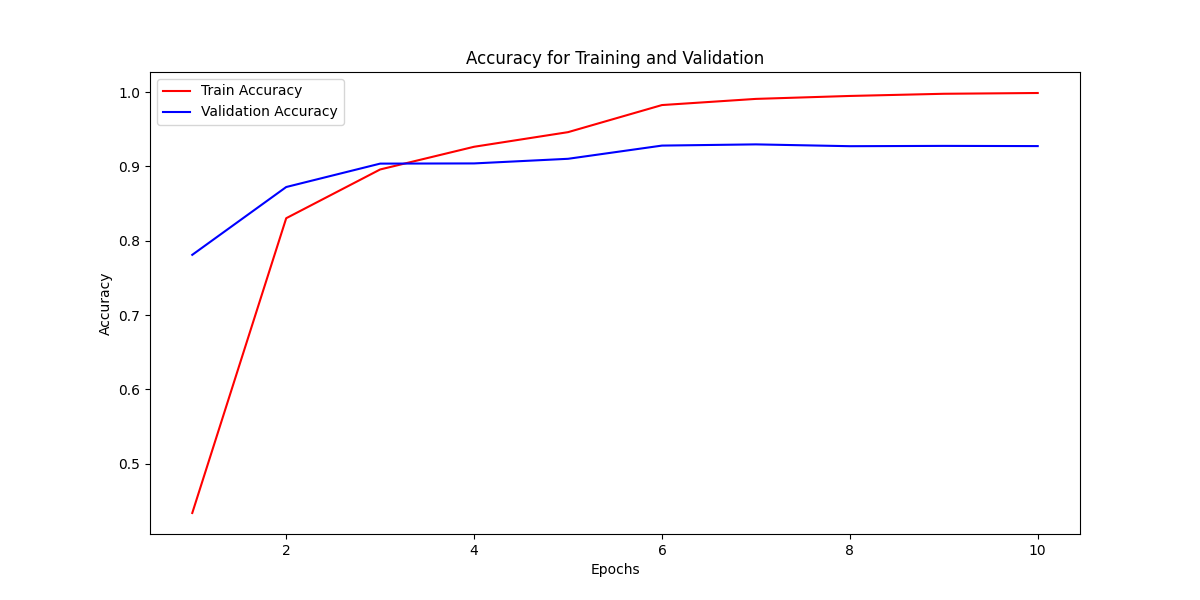 Accuracy for Training and Validation
Train Accuracy
Validation Accuracy
1.0
0.9
0.8
0.7
0.6
0.5
Accuracy
2 4 6 8 10
Epochs